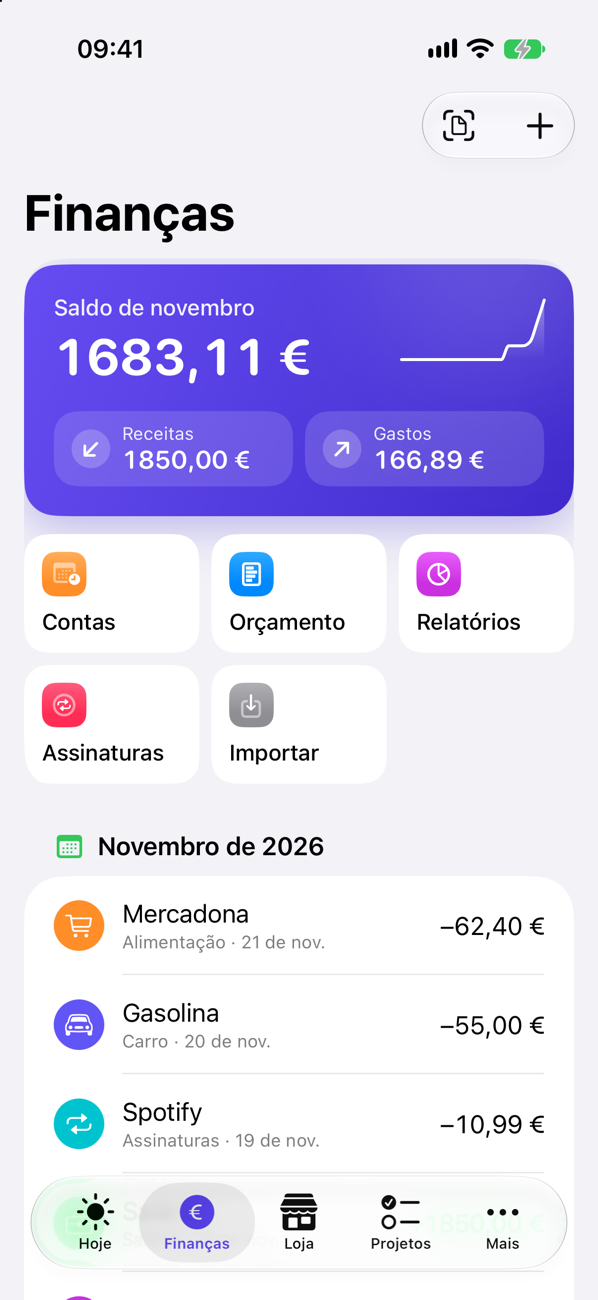 09:41
Finanças
Saldo de novembro
1683,11 €
Receitas
1850,00 €
Gastos
166,89 €
Contas
Orçamento
Relatórios
Assinaturas
Importar
Novembro de 2026
Mercadona
−62,40 €
Alimentação · 21 de nov.
Gasolina
−55,00 €
Carro · 20 de nov.
Spotify
−10,99 €
Assinaturas · 19 de nov.
1850,00 €
Hoje
Finanças
Loja
Projetos
Mais